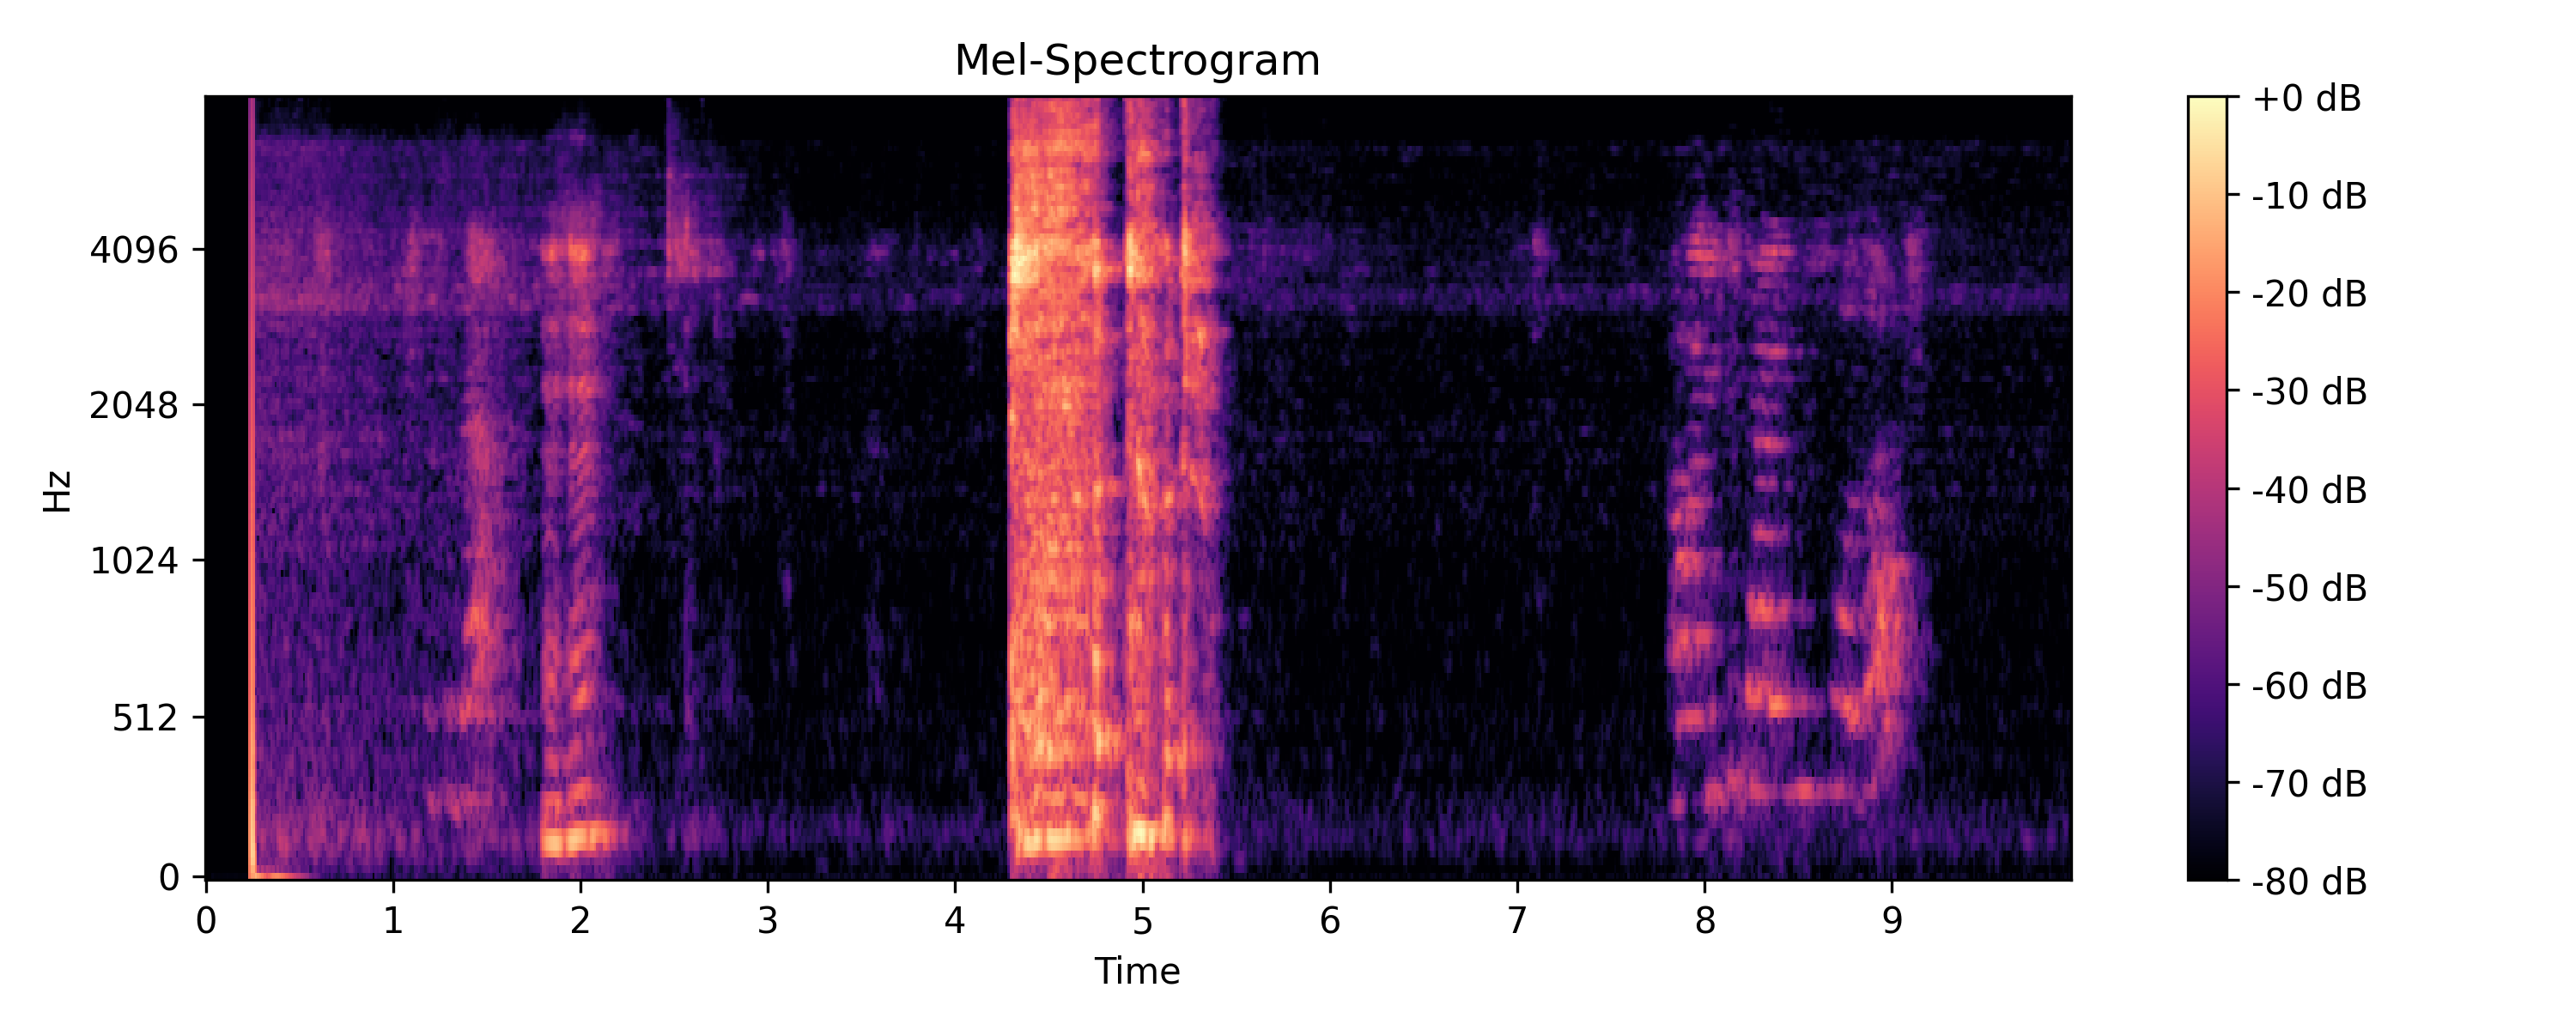 Mel-Spectrogram
+0 dB
-10 dB
-20 dB
-30 dB
-40 dB
-50 dB
-60 dB
-70 dB
-80 dB
Hz
4096
2048
1024
512
0
0 1 2 3 4 5 6 7 8 9
Time